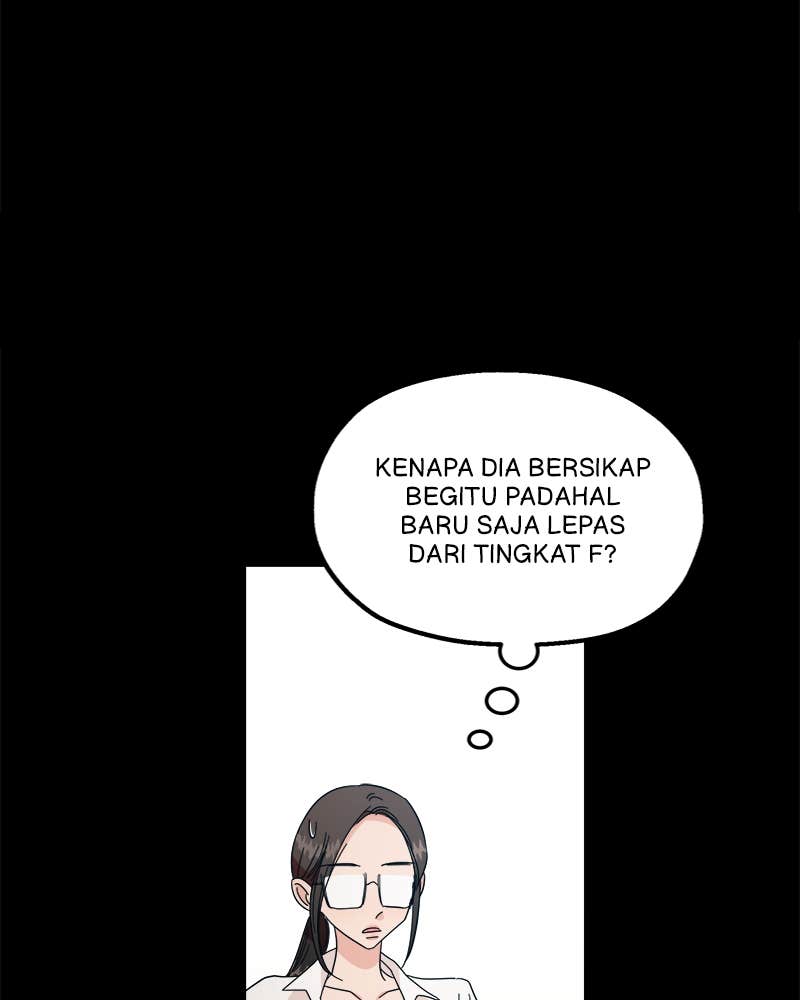 KENAPA DIA BERSIKAP
BEGITU PADAHAL
BARU SAJA LEPAS
DARI TINGKAT F?